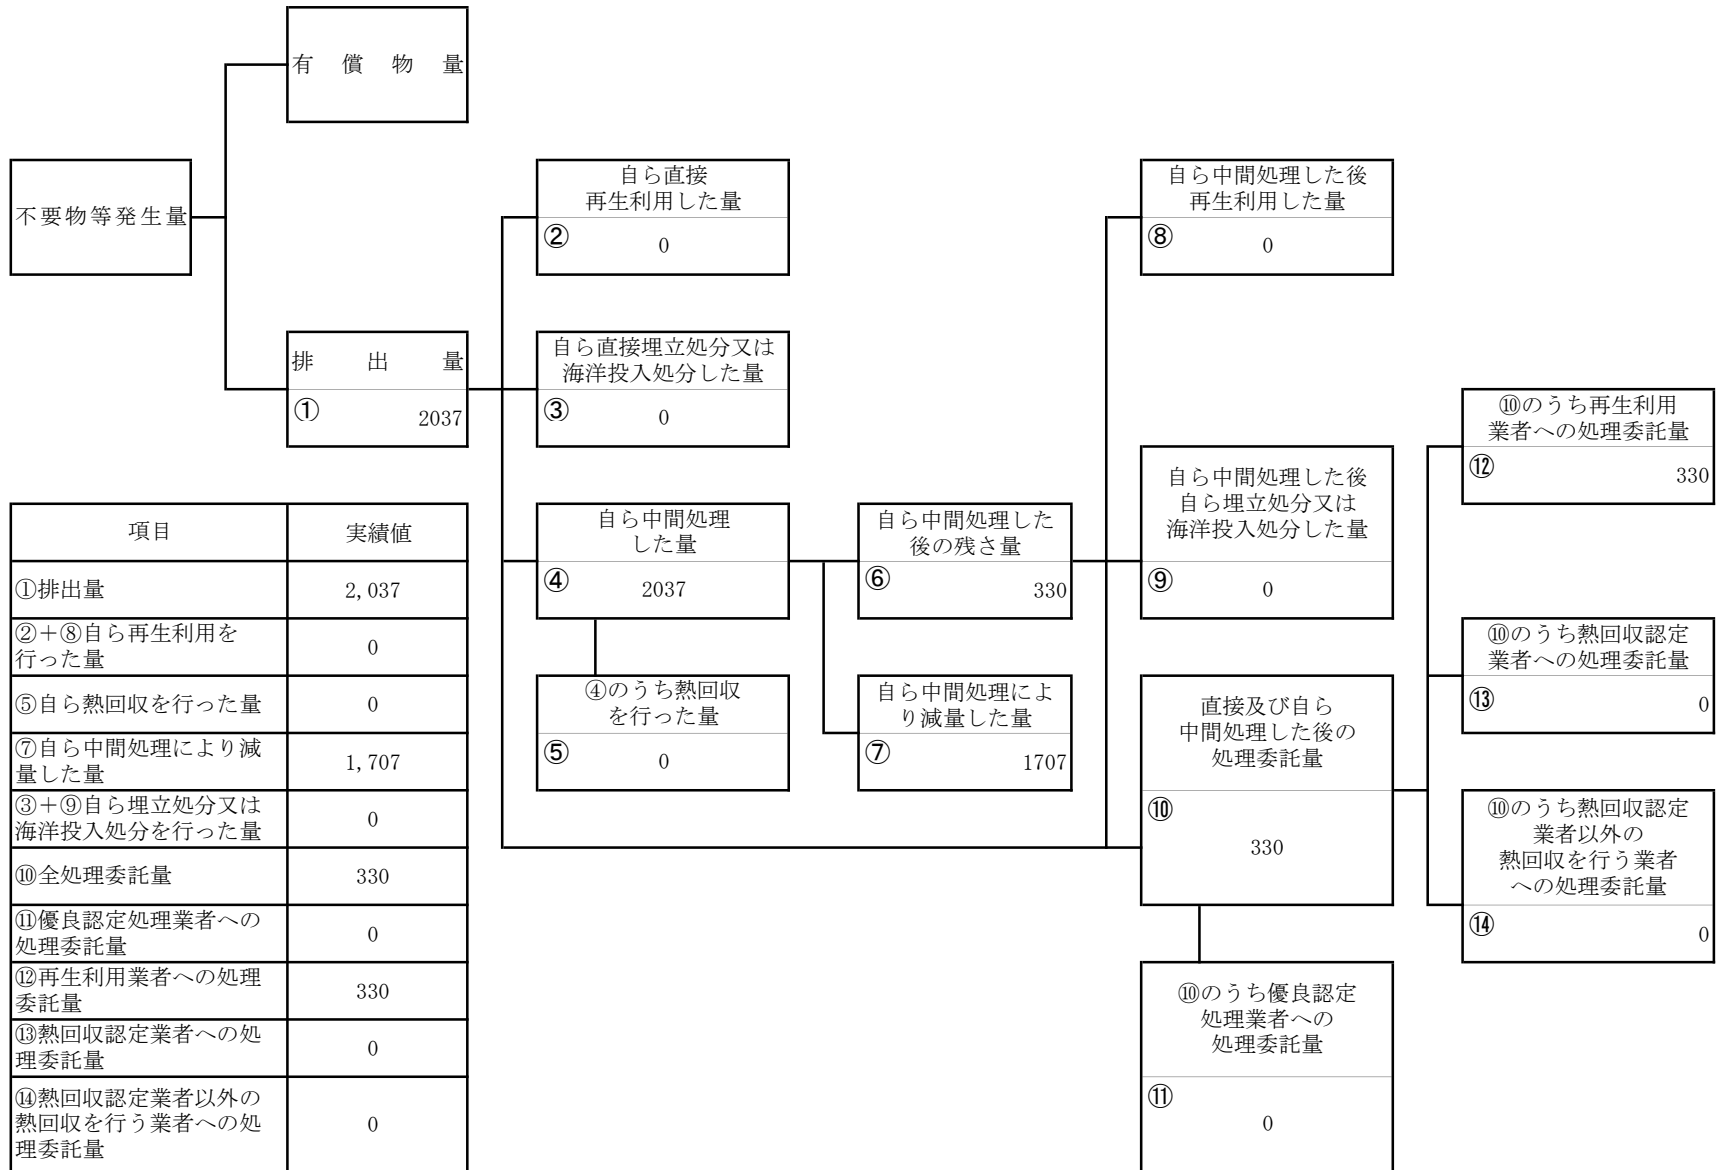 有償物量
不要物等発生量
排出量
①
2037
自ら直接
再生利用した量
②
0
自ら直接埋立処分又は
海洋投入処分した量
③
0
自ら中間処理
した量
④
2037
④のうち熱回収
を行った量
⑤
0
自ら中間処理した
後の残さ量
⑥
330
自ら中間処理によ
り減量した量
⑦
1707
自ら中間処理した後
再生利用した量
⑧
0
自ら中間処理した後
自ら埋立処分又は
海洋投入処分した量
⑨
0
直接及び自ら
中間処理した後の
処理委託量
⑩
330
⑩のうち優良認定
処理業者への
処理委託量
⑪
0
⑩のうち再生利用
業者への処理委託量
⑫
330
⑩のうち熱回収認定
業者への処理委託量
⑬
0
⑩のうち熱回収認定
業者以外の
熱回収を行う業者
への処理委託量
⑭
0
項目 実績値
①排出量 2,037
②＋⑧自ら再生利用を
行った量 0
⑤自ら熱回収を行った量 0
⑦自ら中間処理により減
量した量 1,707
③＋⑨自ら埋立処分又は
海洋投入処分を行った量 0
⑩全処理委託量 330
⑪優良認定処理業者への
処理委託量 0
⑫再生利用業者への処理
委託量 330
⑬熱回収認定業者への処
理委託量 0
⑭熱回収認定業者以外の
熱回収を行う業者への処
理委託量 0